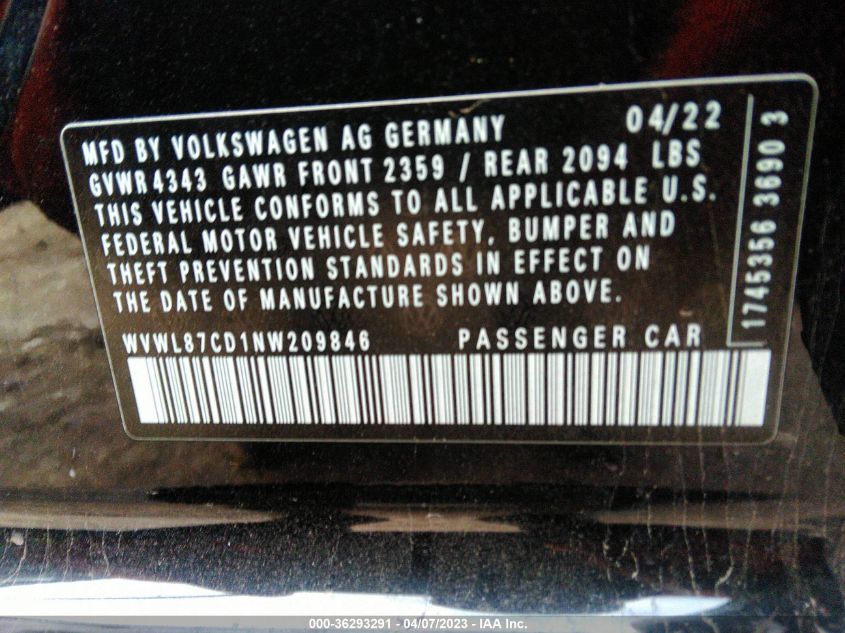 MFD BY VOLKSWAGEN AG GERMANY 04/22
GVWR 4343 GAWR FRONT 2359 / REAR 2094 LBS
THIS VEHICLE CONFORMS TO ALL APPLICABLE U.S.
FEDERAL MOTOR VEHICLE SAFETY, BUMPER AND
THEFT PREVENTION STANDARDS IN EFFECT ON
THE DATE OF MANUFACTURE SHOWN ABOVE.
WVWL87CD1NW209846 PASSENGER CAR
1745356 3690 3
000-36293291 - 04/07/2023 - IAA Inc.